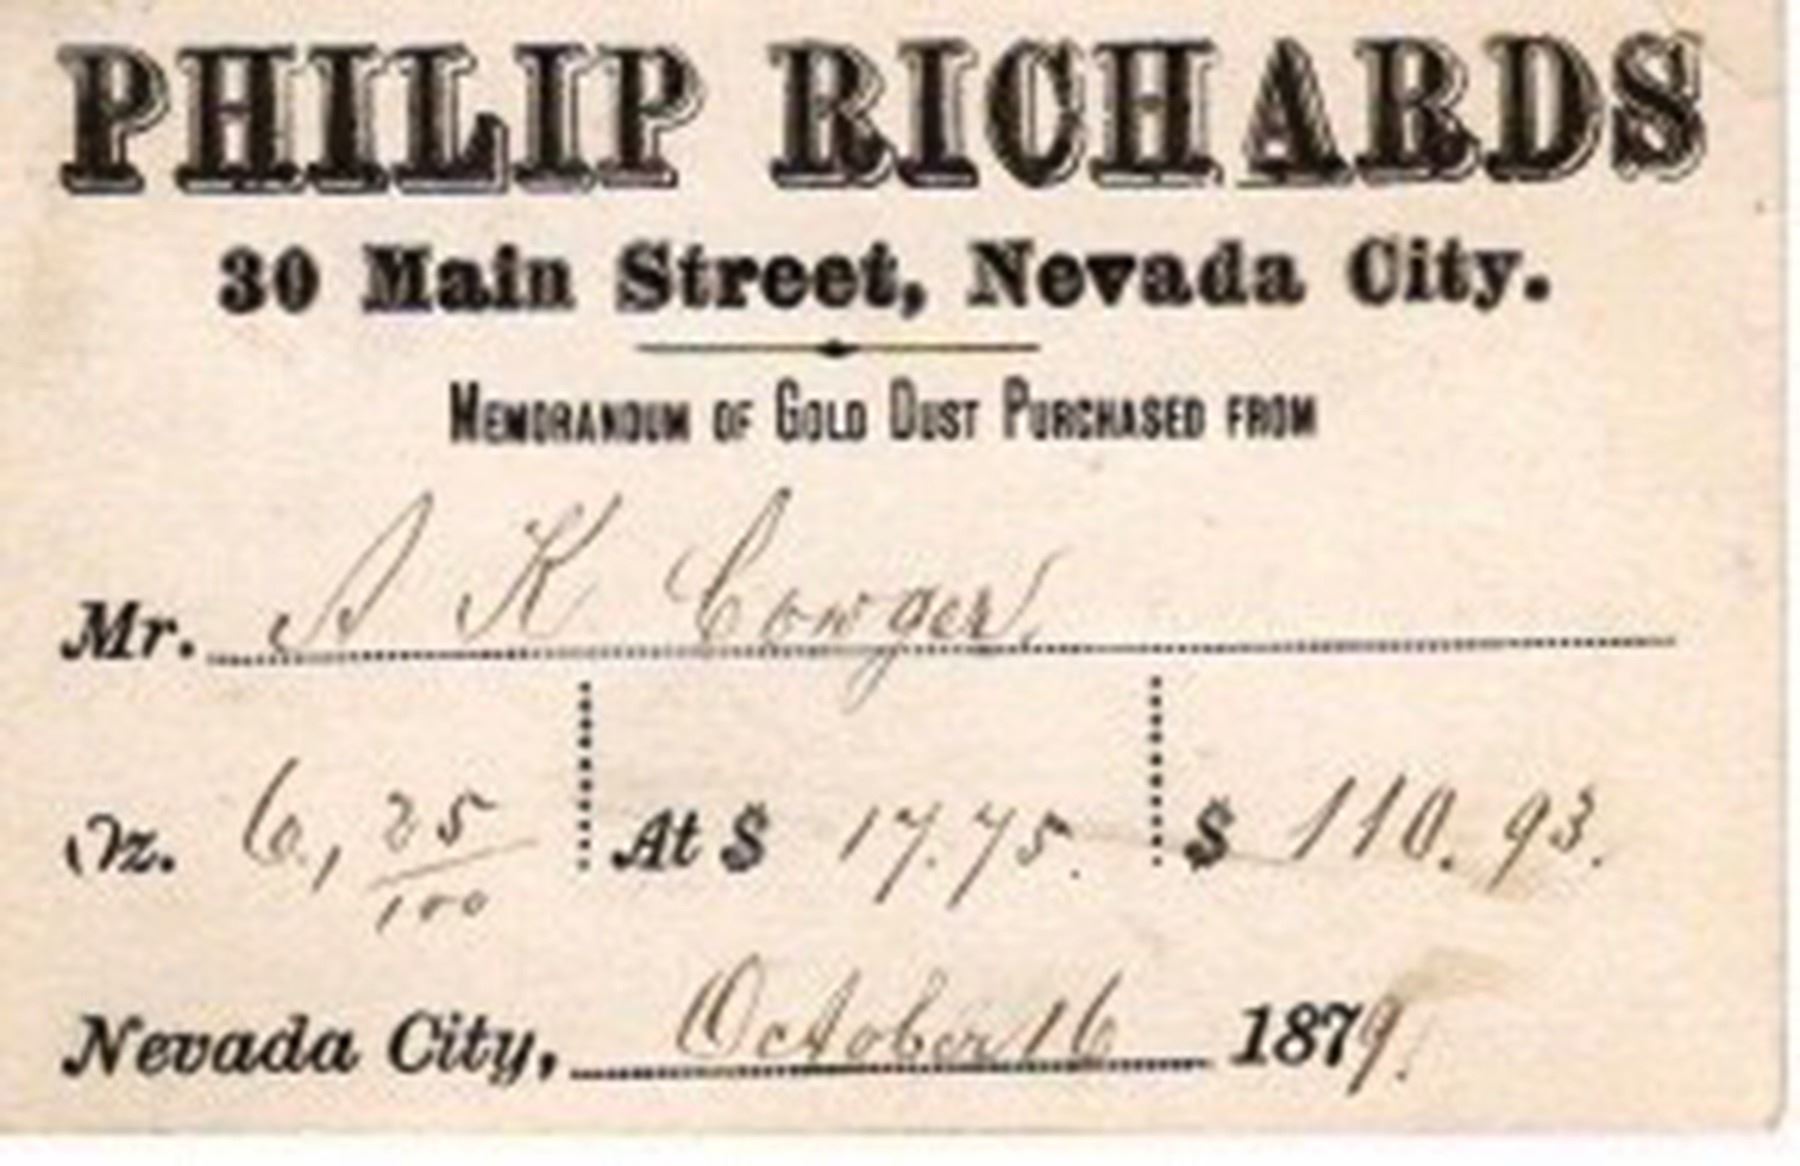 PHILIP RICHARDS
30 Main Street, Nevada City.
MEMORANDUM OF GOLD DUST PURCHASED FROM
Mr. S K Cowger.
Oz. 6, 25/100 At $ 17.75. $ 110.93.
Nevada City, October 16 1879.